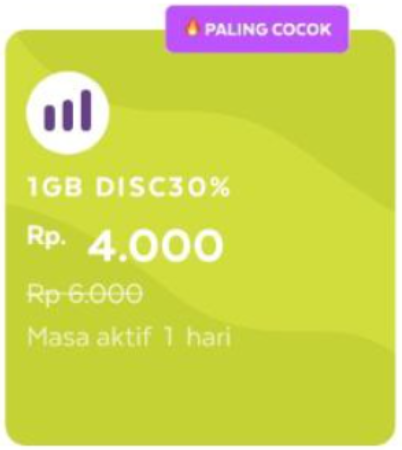 PALING COCOK
1GB DISC30%
Rp. 4.000
Rp 6.000
Masa aktif 1 hari